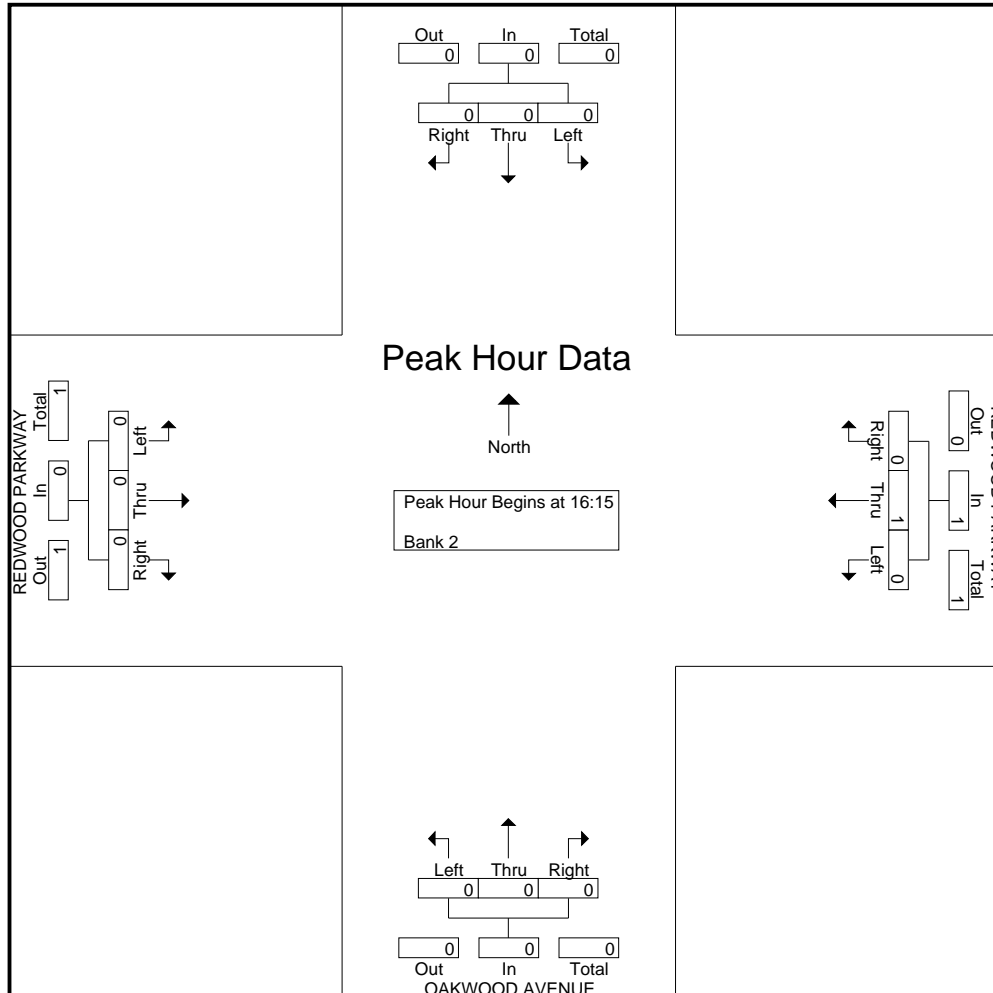 Out In Total
0 0 0
0 0 0
Right Thru Left
Peak Hour Data
North
Peak Hour Begins at 16:15
Bank 2
REDWOOD PARKWAY
Out In Total
1 0 1
Left
0
Thru
0
Right
0
Right
0
Thru
1
Left
0
Out In Total
0 1 1
Left Thru Right
0 0 0
0 0 0
Out In Total
OAKWOOD AVENUE